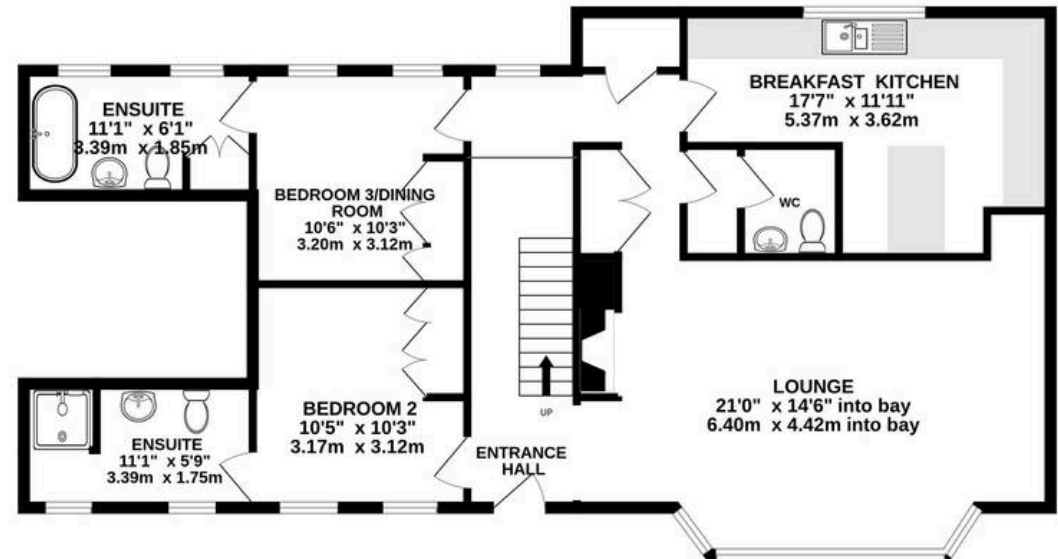 ENSUITE
11'1" x 6'1"
3.39m x 1.85m
BREAKFAST KITCHEN
17'7" x 11'11"
5.37m x 3.62m
BEDROOM 3/DINING
ROOM
10'6" x 10'3"
3.20m x 3.12m
WC
LOUNGE
21'0" x 14'6" into bay
6.40m x 4.42m into bay
BEDROOM 2
10'5" x 10'3"
3.17m x 3.12m
UP
ENTRANCE
HALL
ENSUITE
11'1" x 5'9"
3.39m x 1.75m